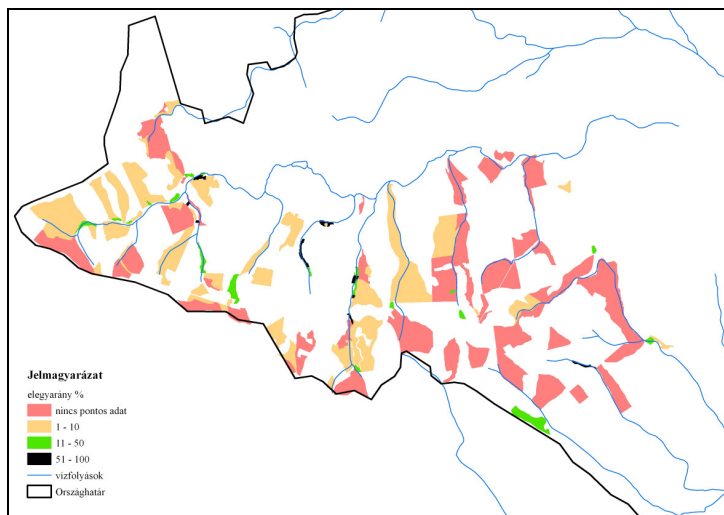 Jelmagyarázat
elegyarány %
nincs pontos adat
1 - 10
11 - 50
51 - 100
vízfolyások
Országhatár